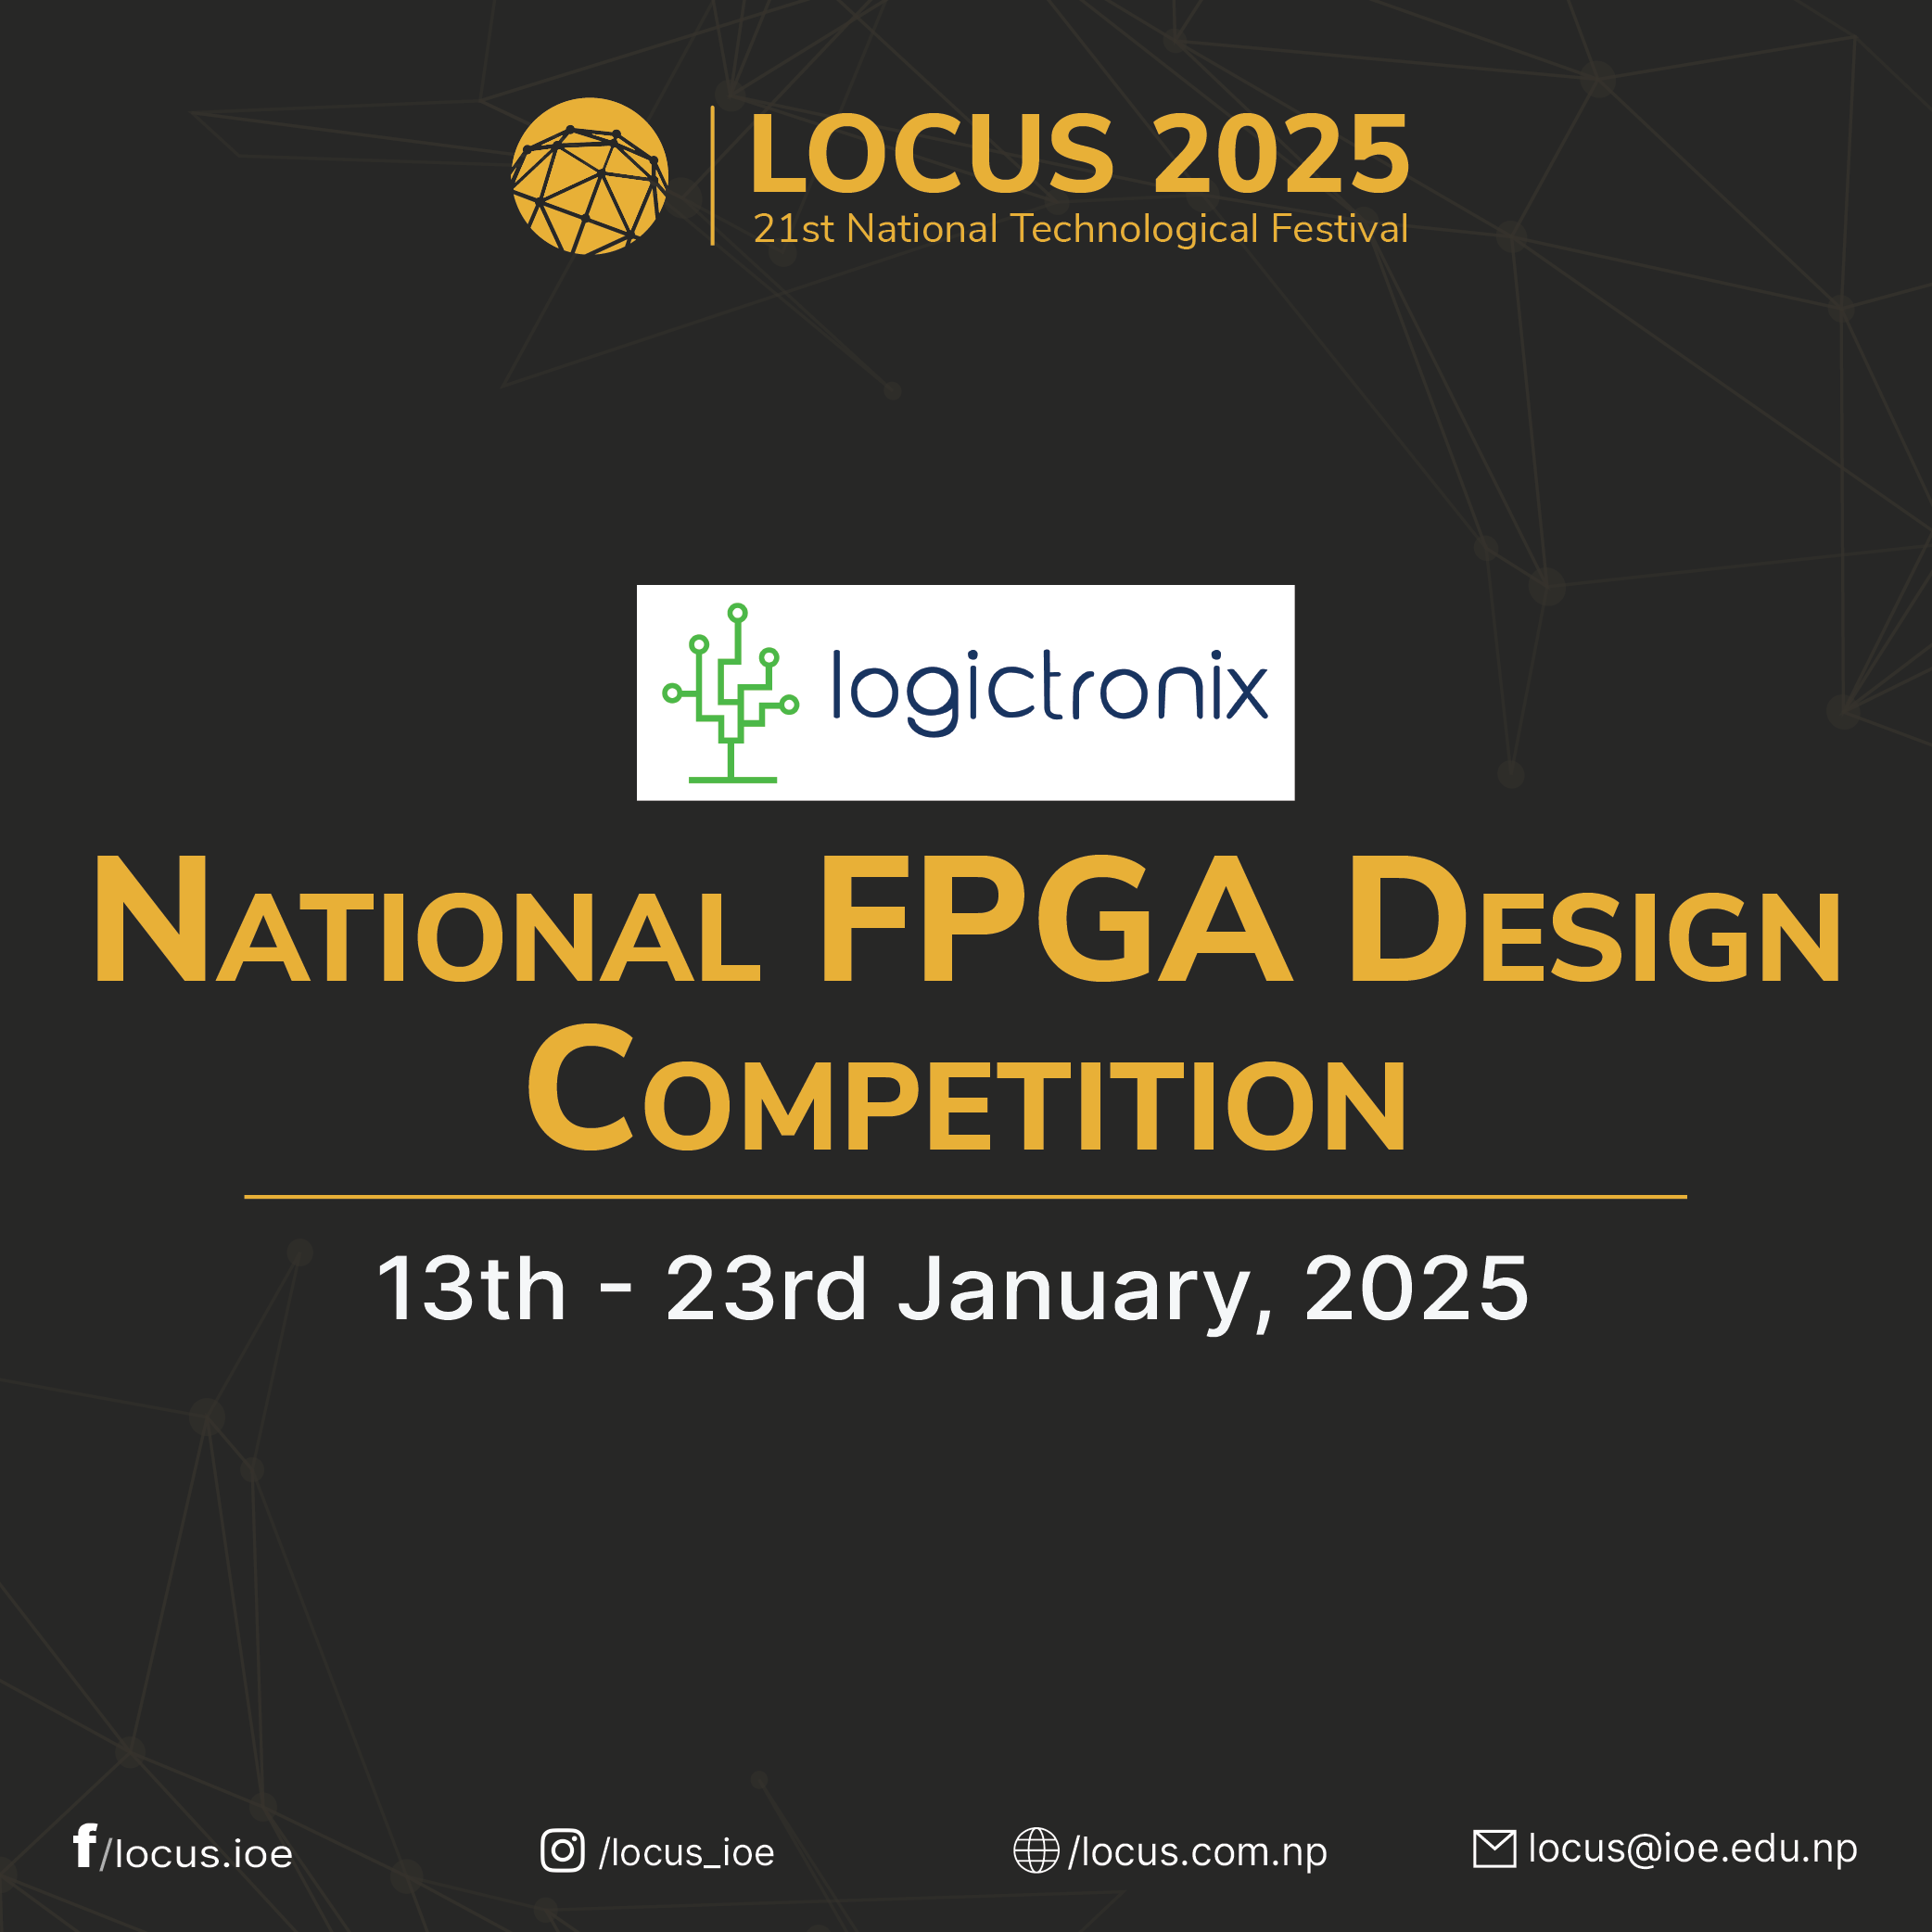 LOCUS 2025
21st National Technological Festival
logictronix
National FPGA Design
Competition
13th - 23rd January, 2025
f/locus.ioe
/locus_ioe
/locus.com.np
locus@ioe.edu.np